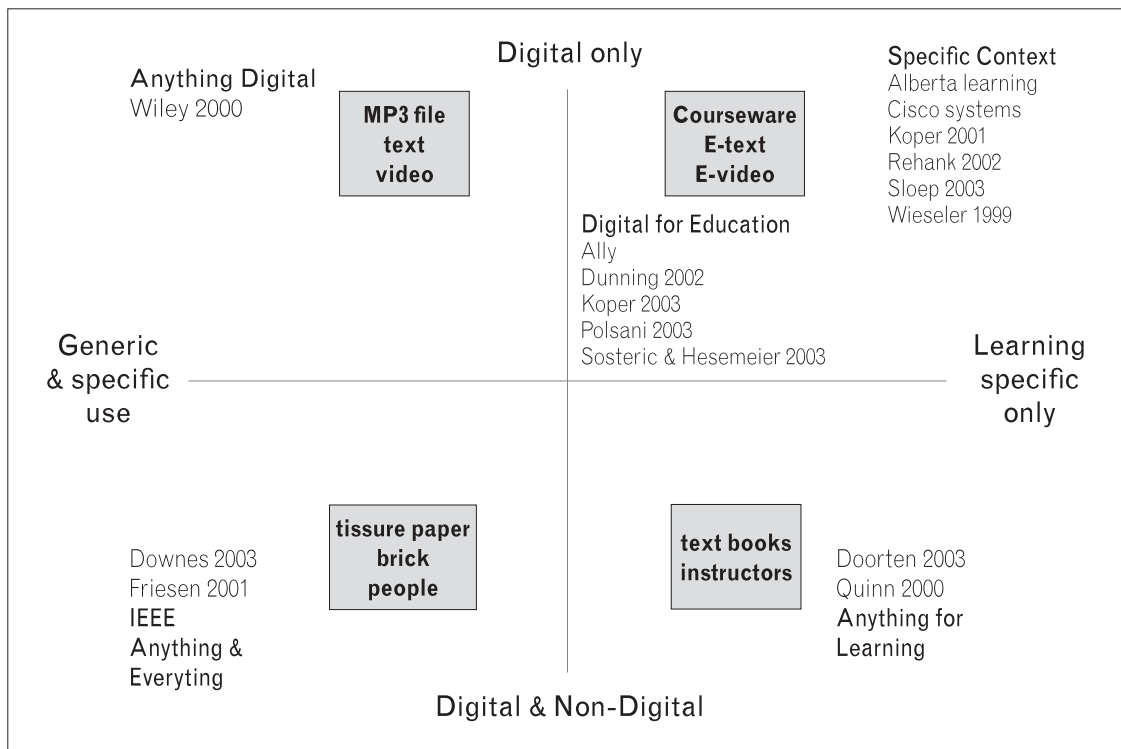 Digital only
Anything Digital
Wiley 2000
MP3 file
text
video
Courseware
E-text
E-video
Specific Context
Alberta learning
Cisco systems
Koper 2001
Rehank 2002
Sloep 2003
Wieseler 1999
Digital for Education
Ally
Dunning 2002
Koper 2003
Polsani 2003
Sosteric & Hesemeier 2003
Generic
& specific
use
Learning
specific
only
Downes 2003
Friesen 2001
IEEE
Anything &
Everyting
tissure paper
brick
people
text books
instructors
Doorten 2003
Quinn 2000
Anything for
Learning
Digital & Non-Digital